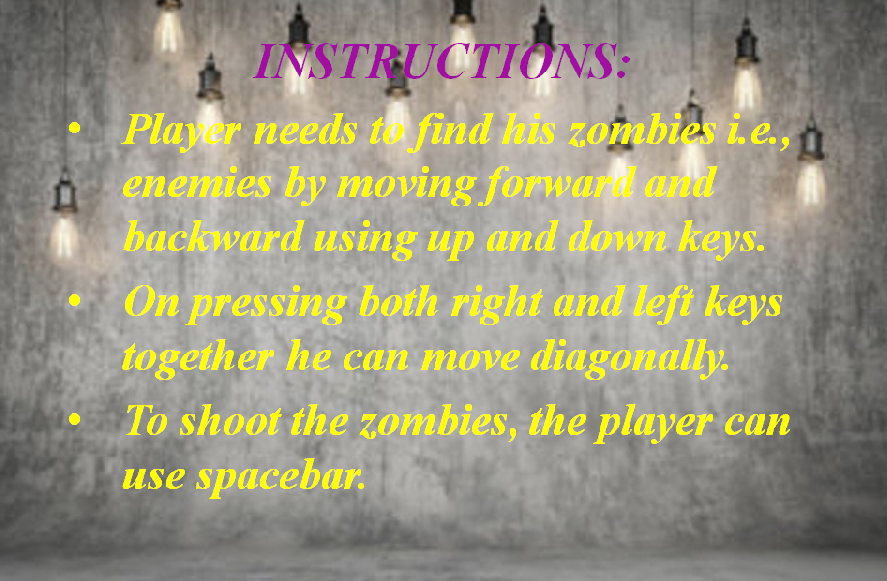 INSTRUCTIONS:
• Player needs to find his zombies i.e.,
enemies by moving forward and
backward using up and down keys.
• On pressing both right and left keys
together he can move diagonally.
• To shoot the zombies, the player can
use spacebar.